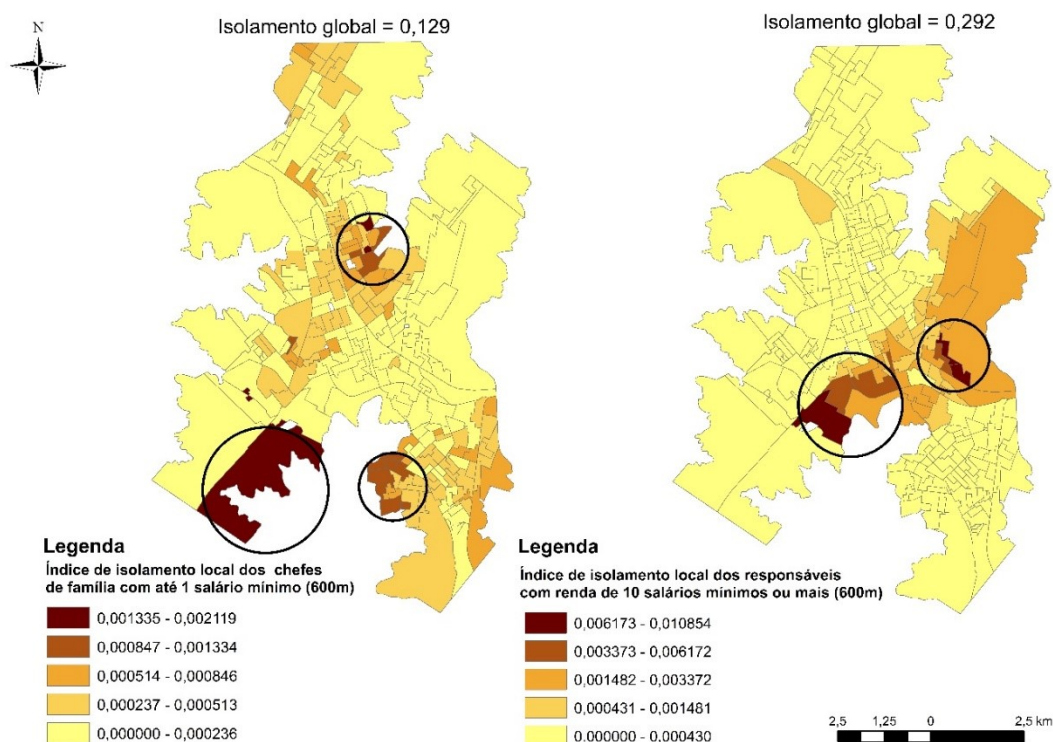 Isolamento global = 0,129
Isolamento global = 0,292
N
Legenda
Índice de isolamento local dos chefes
de família com até 1 salário mínimo (600m)
0,001335 - 0,002119
0,000847 - 0,001334
0,000514 - 0,000846
0,000237 - 0,000513
0,000000 - 0,000236
Legenda
Índice de isolamento local dos responsáveis
com renda de 10 salários mínimos ou mais (600m)
0,006173 - 0,010854
0,003373 - 0,006172
0,001482 - 0,003372
0,000431 - 0,001481
0,000000 - 0,000430
2,5 1,25 0 2,5 km